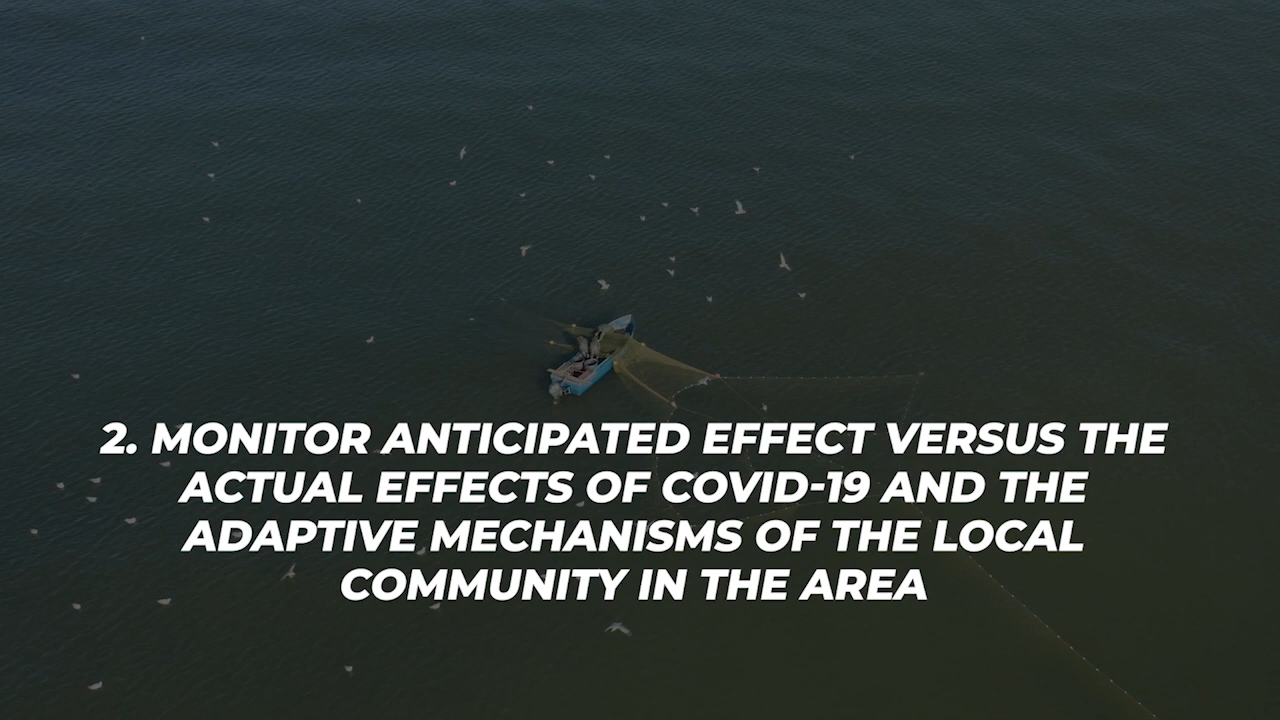 2. MONITOR ANTICIPATED EFFECT VERSUS THE
ACTUAL EFFECTS OF COVID-19 AND THE
ADAPTIVE MECHANISMS OF THE LOCAL
COMMUNITY IN THE AREA